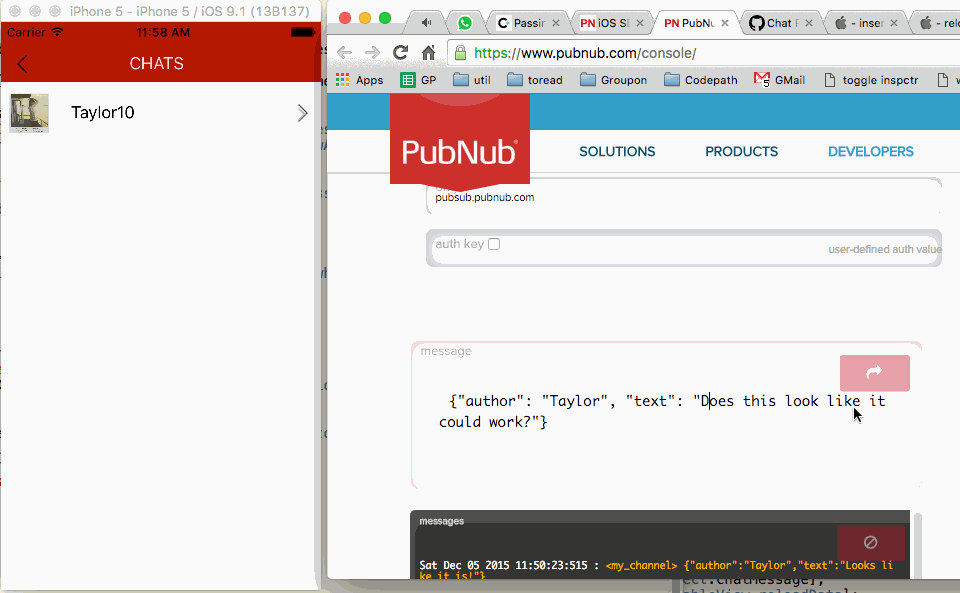 iPhone 5 - iPhone 5 / iOS 9.1 (13B137)
Carrier 11:58 AM
CHATS
Taylor10
Passin
PN iOS S
PN PubNu
Chat
- inser
- relo
https://www.pubnub.com/console/
Apps GP util toread Groupon Codepath GMail toggle inspctr
5
PubNub
SOLUTIONS PRODUCTS DEVELOPERS
pubsub.pubnub.com
auth key user-defined auth value
message
{"author": "Taylor", "text": "Does this look like it
could work?"}
messages
Sat Dec 05 2015 11:50:23:515 : <my_channel> {"author":"Taylor","text":"Looks li
ke it is!"}
ect.chatMessage],
ableView.reloadData();